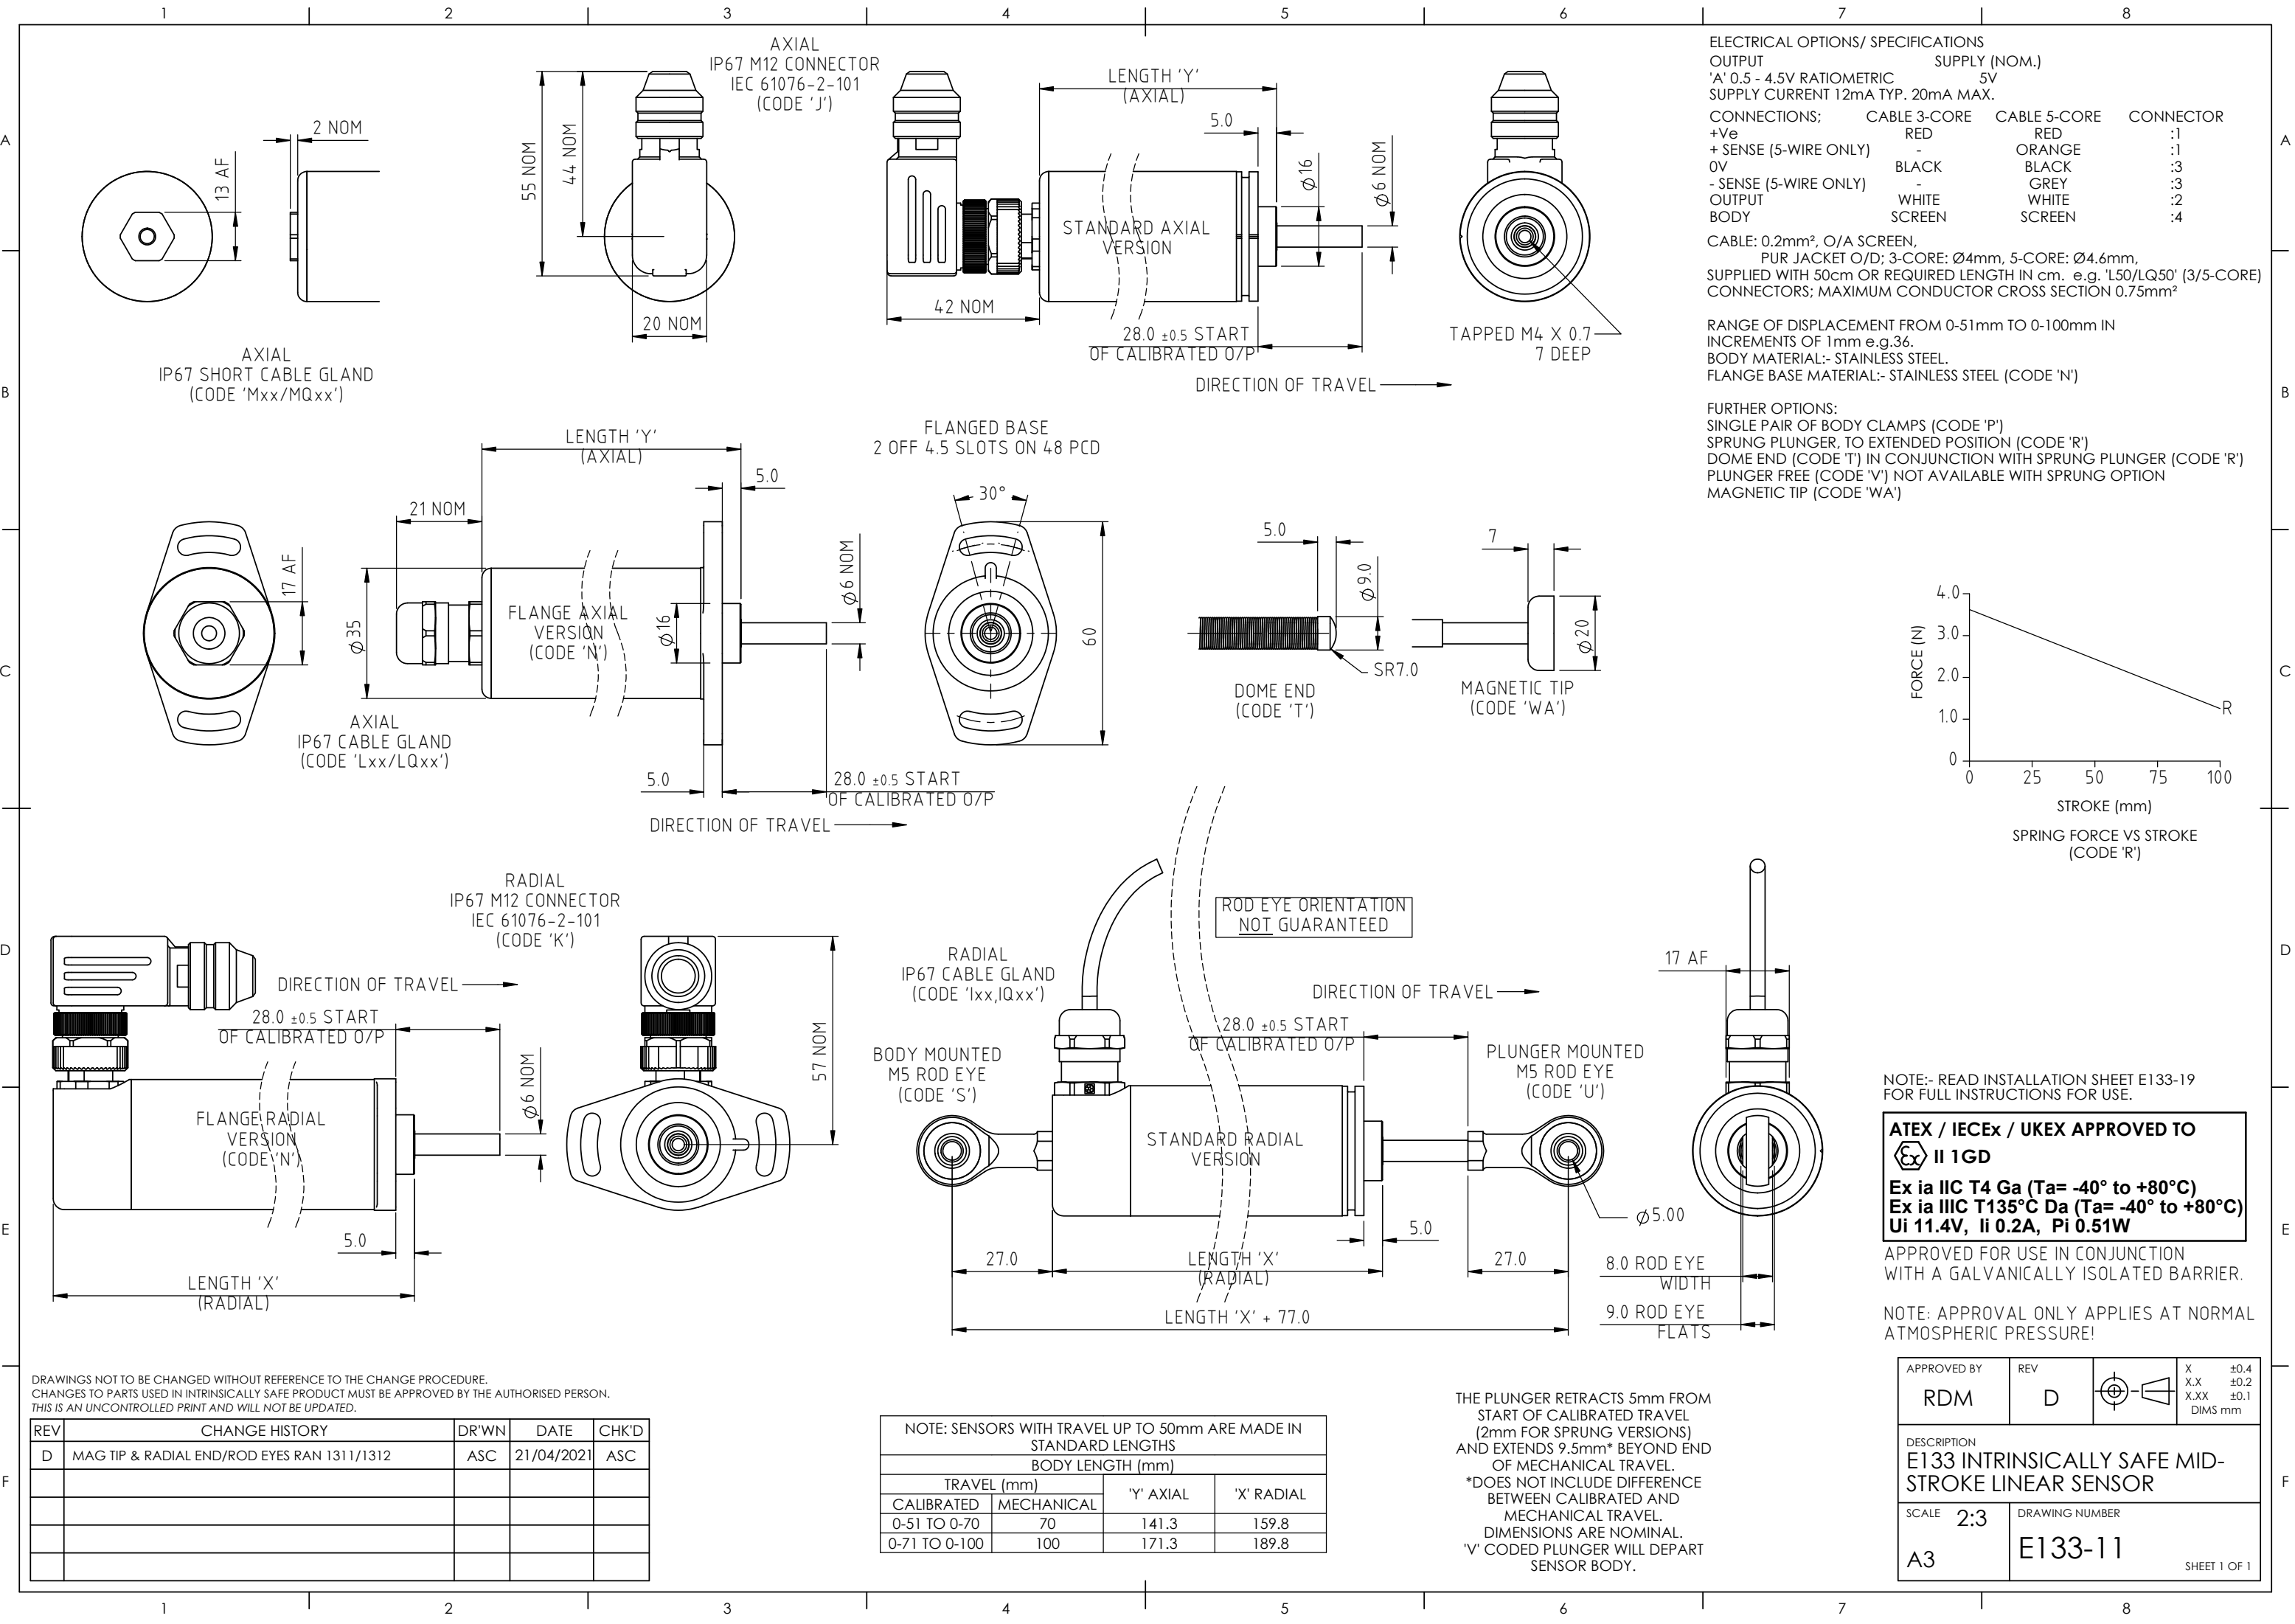 1 2 3 4 5 6 7 8
A
B
C
D
E
F
AXIAL
IP67 SHORT CABLE GLAND
(CODE 'Mxx/MQxx')
2 NOM
13 AF
AXIAL
IP67 M12 CONNECTOR
IEC 61076-2-101
(CODE 'J')
55 NOM
44 NOM
20 NOM
LENGTH 'Y'
(AXIAL)
5.0
Ø16
Ø6 NOM
STANDARD AXIAL
VERSION
42 NOM
28.0 ±0.5 START
OF CALIBRATED O/P
DIRECTION OF TRAVEL
TAPPED M4 X 0.7
7 DEEP
ELECTRICAL OPTIONS/ SPECIFICATIONS
OUTPUT SUPPLY (NOM.)
'A' 0.5 - 4.5V RATIOMETRIC 5V
SUPPLY CURRENT 12mA TYP. 20mA MAX.
CONNECTIONS; CABLE 3-CORE CABLE 5-CORE CONNECTOR
+Ve RED RED :1
+ SENSE (5-WIRE ONLY) - ORANGE :1
0V BLACK BLACK :3
- SENSE (5-WIRE ONLY) - GREY :3
OUTPUT WHITE WHITE :2
BODY SCREEN SCREEN :4
CABLE: 0.2mm², O/A SCREEN,
PUR JACKET O/D; 3-CORE: Ø4mm, 5-CORE: Ø4.6mm,
SUPPLIED WITH 50cm OR REQUIRED LENGTH IN cm. e.g. 'L50/LQ50' (3/5-CORE)
CONNECTORS; MAXIMUM CONDUCTOR CROSS SECTION 0.75mm²
RANGE OF DISPLACEMENT FROM 0-51mm TO 0-100mm IN
INCREMENTS OF 1mm e.g.36.
BODY MATERIAL:- STAINLESS STEEL.
FLANGE BASE MATERIAL:- STAINLESS STEEL (CODE 'N')
FURTHER OPTIONS:
SINGLE PAIR OF BODY CLAMPS (CODE 'P')
SPRUNG PLUNGER, TO EXTENDED POSITION (CODE 'R')
DOME END (CODE 'T') IN CONJUNCTION WITH SPRUNG PLUNGER (CODE 'R')
PLUNGER FREE (CODE 'V') NOT AVAILABLE WITH SPRUNG OPTION
MAGNETIC TIP (CODE 'WA')
17 AF
21 NOM
Ø35
LENGTH 'Y'
(AXIAL)
5.0
FLANGE AXIAL
VERSION
(CODE 'N')
Ø16
Ø6 NOM
AXIAL
IP67 CABLE GLAND
(CODE 'Lxx/LQxx')
5.0
28.0 ±0.5 START
OF CALIBRATED O/P
DIRECTION OF TRAVEL
FLANGED BASE
2 OFF 4.5 SLOTS ON 48 PCD
30°
60
5.0
Ø9.0
SR7.0
DOME END
(CODE 'T')
7
Ø20
MAGNETIC TIP
(CODE 'WA')
FORCE (N)
4.0
3.0
2.0
1.0
0
R
0 25 50 75 100
STROKE (mm)
SPRING FORCE VS STROKE
(CODE 'R')
RADIAL
IP67 M12 CONNECTOR
IEC 61076-2-101
(CODE 'K')
DIRECTION OF TRAVEL
28.0 ±0.5 START
OF CALIBRATED O/P
Ø6 NOM
FLANGE RADIAL
VERSION
(CODE 'N')
5.0
LENGTH 'X'
(RADIAL)
57 NOM
ROD EYE ORIENTATION
NOT GUARANTEED
RADIAL
IP67 CABLE GLAND
(CODE 'Ixx,IQxx')
DIRECTION OF TRAVEL
28.0 ±0.5 START
OF CALIBRATED O/P
BODY MOUNTED
M5 ROD EYE
(CODE 'S')
PLUNGER MOUNTED
M5 ROD EYE
(CODE 'U')
STANDARD RADIAL
VERSION
Ø5.00
5.0
27.0
LENGTH 'X'
(RADIAL)
27.0
LENGTH 'X' + 77.0
17 AF
8.0 ROD EYE
WIDTH
9.0 ROD EYE
FLATS
NOTE:- READ INSTALLATION SHEET E133-19
FOR FULL INSTRUCTIONS FOR USE.
ATEX / IECEx / UKEX APPROVED TO
Ex II 1GD
Ex ia IIC T4 Ga (Ta= -40° to +80°C)
Ex ia IIIC T135°C Da (Ta= -40° to +80°C)
Ui 11.4V, Ii 0.2A, Pi 0.51W
APPROVED FOR USE IN CONJUNCTION
WITH A GALVANICALLY ISOLATED BARRIER.
NOTE: APPROVAL ONLY APPLIES AT NORMAL
ATMOSPHERIC PRESSURE!
DRAWINGS NOT TO BE CHANGED WITHOUT REFERENCE TO THE CHANGE PROCEDURE.
CHANGES TO PARTS USED IN INTRINSICALLY SAFE PRODUCT MUST BE APPROVED BY THE AUTHORISED PERSON.
THIS IS AN UNCONTROLLED PRINT AND WILL NOT BE UPDATED.
REV CHANGE HISTORY DR'WN DATE CHK'D
D MAG TIP & RADIAL END/ROD EYES RAN 1311/1312 ASC 21/04/2021 ASC
NOTE: SENSORS WITH TRAVEL UP TO 50mm ARE MADE IN
STANDARD LENGTHS
BODY LENGTH (mm)
TRAVEL (mm) 'Y' AXIAL 'X' RADIAL
CALIBRATED MECHANICAL
0-51 TO 0-70 70 141.3 159.8
0-71 TO 0-100 100 171.3 189.8
THE PLUNGER RETRACTS 5mm FROM
START OF CALIBRATED TRAVEL
(2mm FOR SPRUNG VERSIONS)
AND EXTENDS 9.5mm* BEYOND END
OF MECHANICAL TRAVEL.
*DOES NOT INCLUDE DIFFERENCE
BETWEEN CALIBRATED AND
MECHANICAL TRAVEL.
DIMENSIONS ARE NOMINAL.
'V' CODED PLUNGER WILL DEPART
SENSOR BODY.
APPROVED BY
RDM
REV
D
X ±0.4
X.X ±0.2
X.XX ±0.1
DIMS mm
DESCRIPTION
E133 INTRINSICALLY SAFE MID-
STROKE LINEAR SENSOR
SCALE 2:3
A3
DRAWING NUMBER
E133-11
SHEET 1 OF 1
A
B
C
D
E
F
1 2 3 4 5 6 7 8